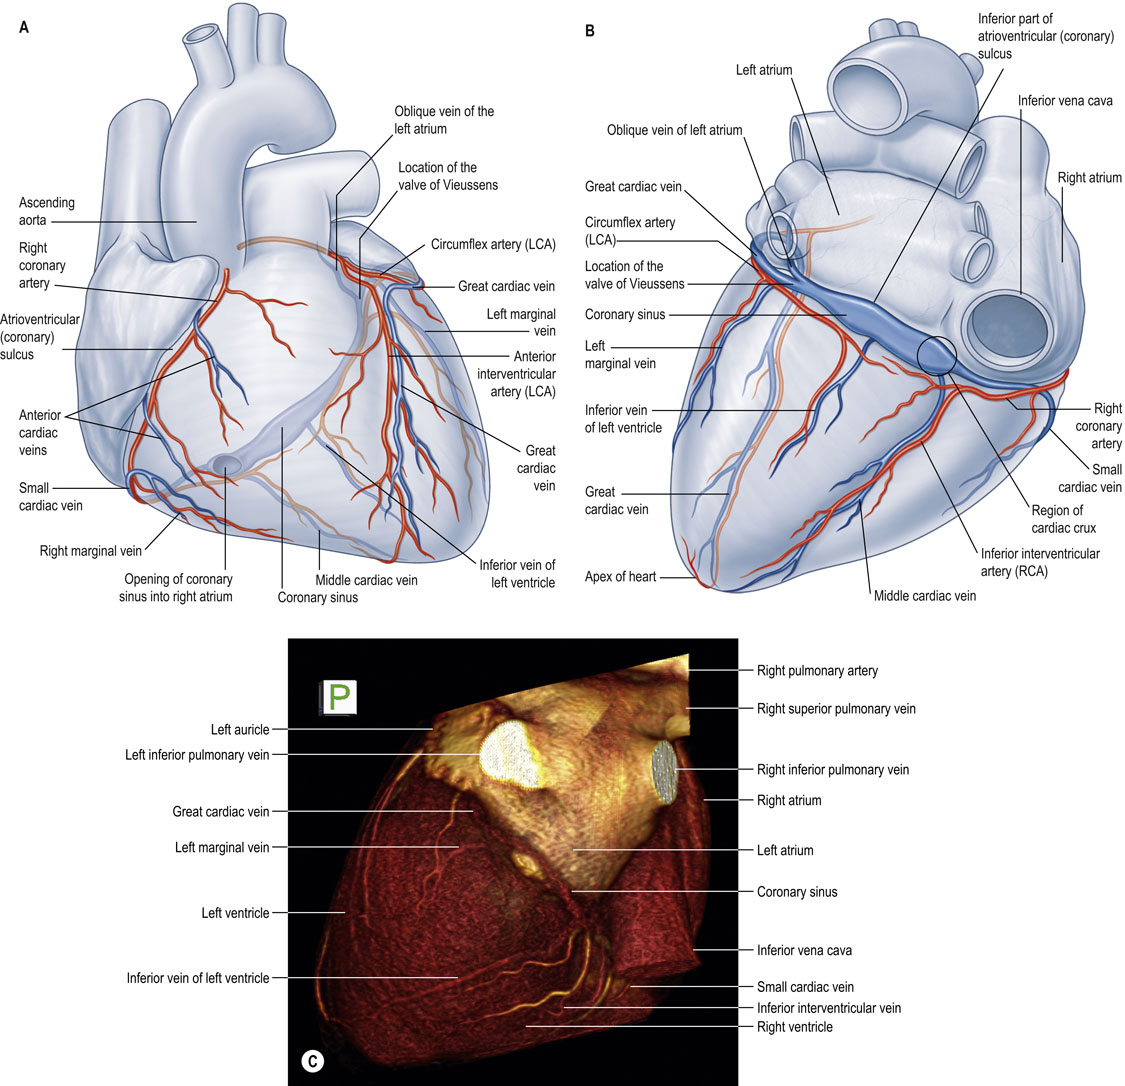 A
Oblique vein of the
left atrium
Location of the
valve of Vieussens
Ascending
aorta
Right
coronary
artery
Circumflex artery (LCA)
Great cardiac vein
Left marginal
vein
Atrioventricular
(coronary)
sulcus
Anterior
interventricular
artery (LCA)
Anterior
cardiac
veins
Great
cardiac
vein
Small
cardiac vein
Right marginal vein
Opening of coronary
sinus into right atrium
Coronary sinus
Middle cardiac vein
Inferior vein of
left ventricle
B
Inferior part of
atrioventricular (coronary)
sulcus
Left atrium
Inferior vena cava
Oblique vein of left atrium
Right atrium
Great cardiac vein
Circumflex artery
(LCA)
Location of the
valve of Vieussens
Coronary sinus
Left
marginal vein
Inferior vein
of left ventricle
Right
coronary
artery
Small
cardiac vein
Great
cardiac vein
Region of
cardiac crux
Inferior interventricular
artery (RCA)
Apex of heart
Middle cardiac vein
P
Right pulmonary artery
Right superior pulmonary vein
Left auricle
Left inferior pulmonary vein
Right inferior pulmonary vein
Right atrium
Great cardiac vein
Left marginal vein
Left atrium
Coronary sinus
Left ventricle
Inferior vena cava
Inferior vein of left ventricle
Small cardiac vein
Inferior interventricular vein
Right ventricle
C